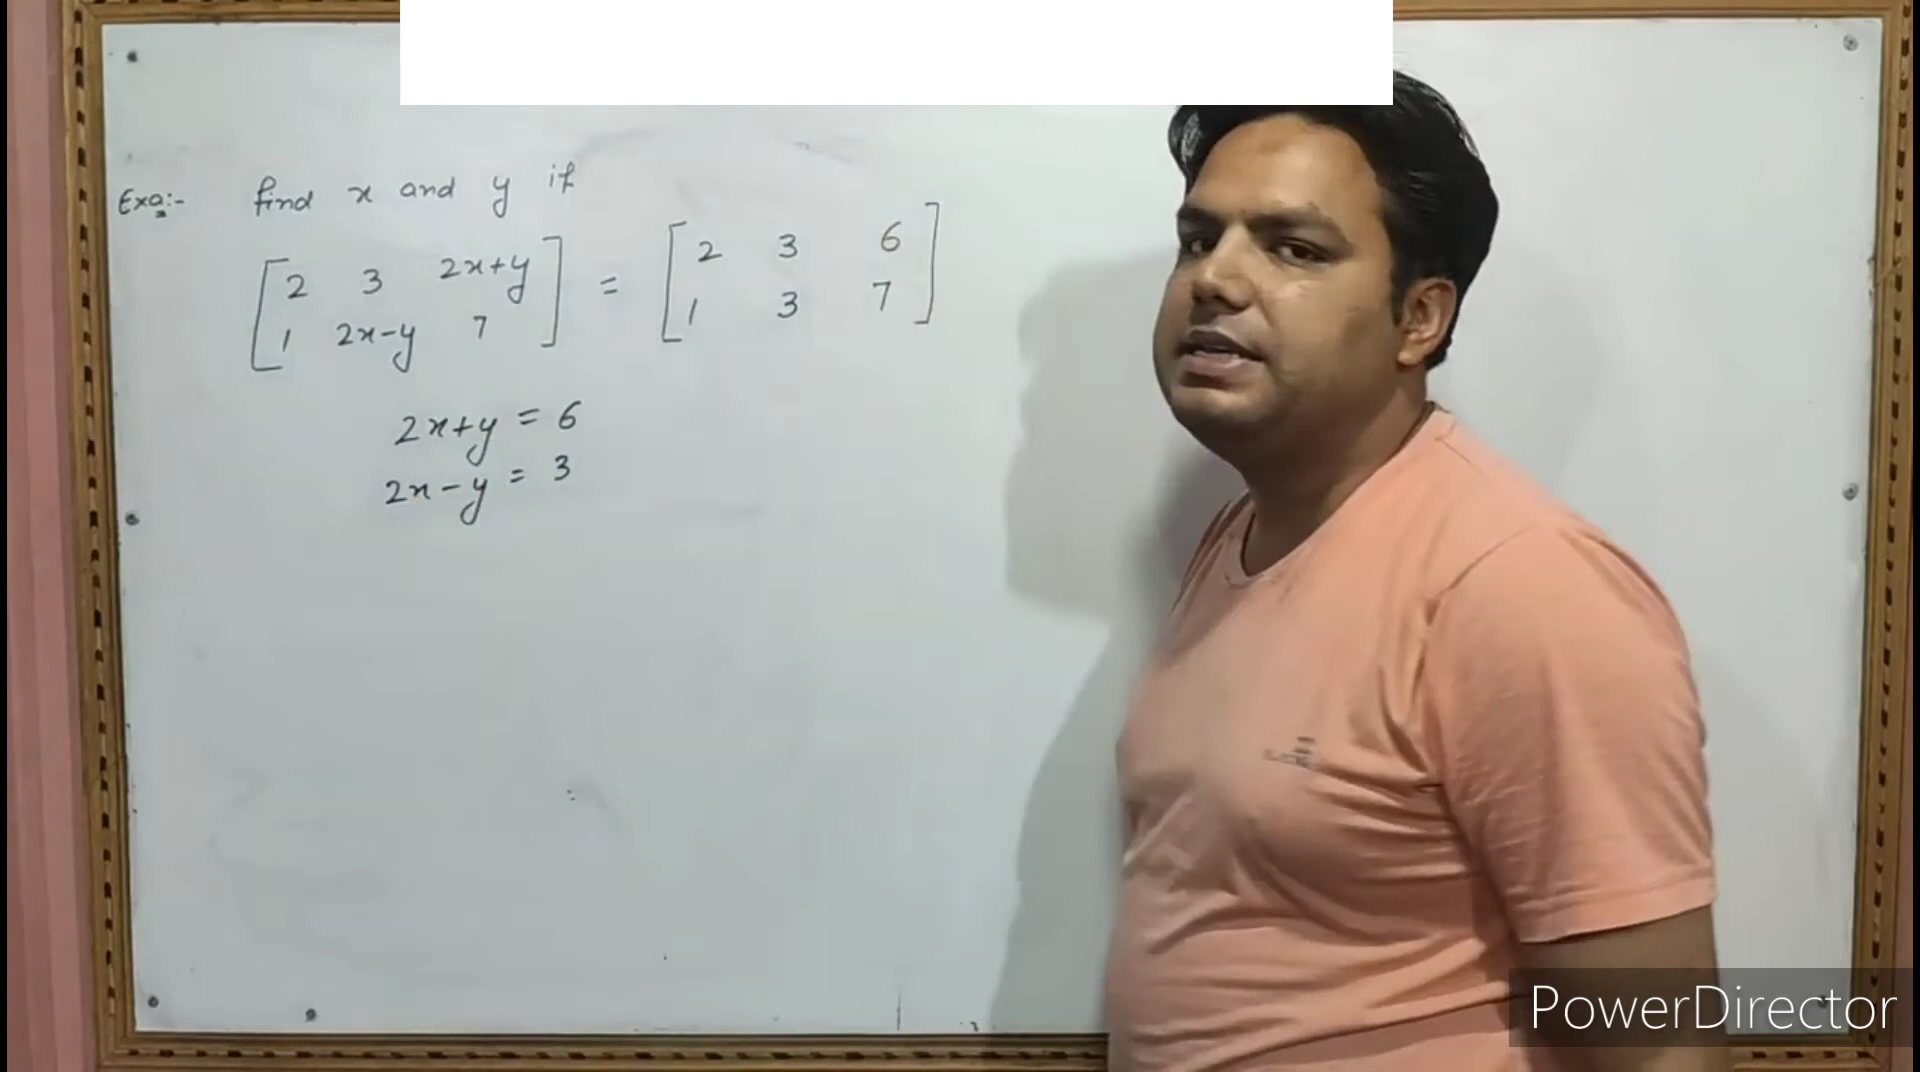 Exa:- find x and y if
[2 3 2x+y] = [2 3 6]
[1 2x-y 7] [1 3 7]
2x+y = 6
2x-y = 3
PowerDirector